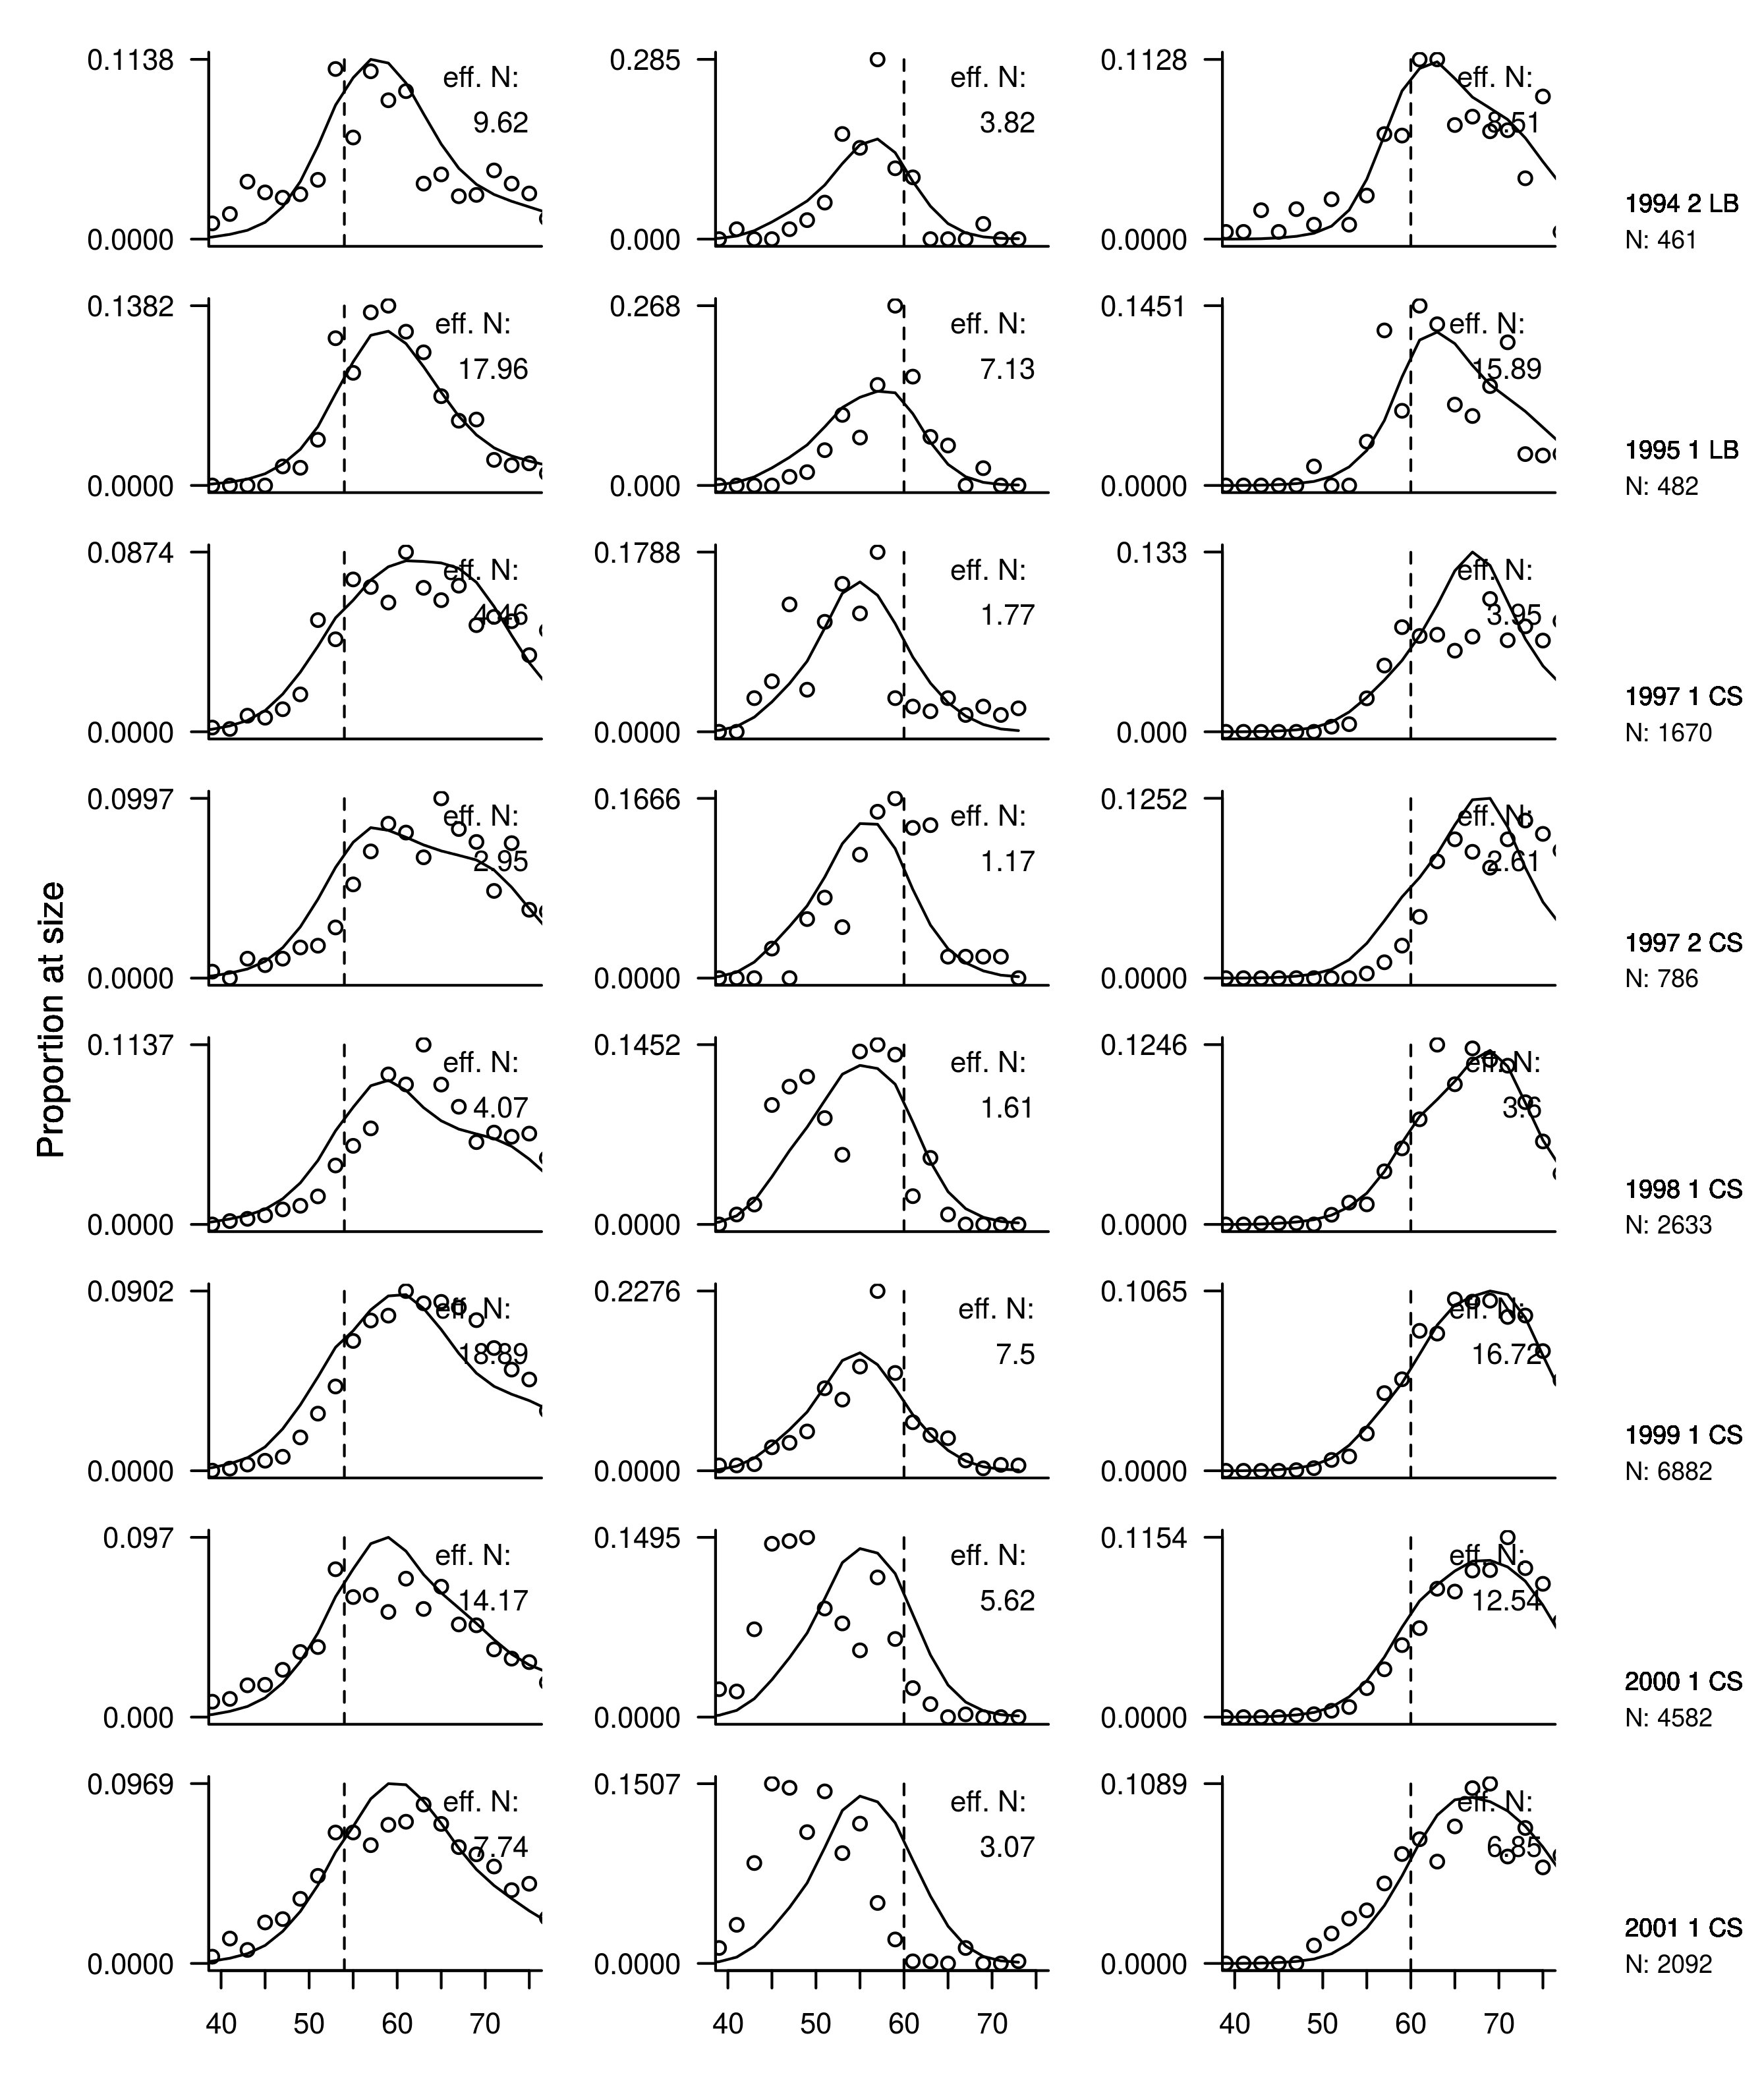 0.1138
eff. N:
9.62
0.0000
0.285
eff. N:
3.82
0.000
0.1128
eff. N:
8.51
0.0000
1994 2 LB
N: 461
0.1382
eff. N:
17.96
0.0000
0.268
eff. N:
7.13
0.000
0.1451
eff. N:
15.89
0.0000
1995 1 LB
N: 482
0.0874
eff. N:
4.46
0.0000
0.1788
eff. N:
1.77
0.0000
0.133
eff. N:
3.95
0.000
1997 1 CS
N: 1670
0.0997
eff. N:
2.95
0.0000
0.1666
eff. N:
1.17
0.0000
0.1252
eff. N:
2.61
0.0000
1997 2 CS
N: 786
Proportion at size
0.1137
eff. N:
4.07
0.0000
0.1452
eff. N:
1.61
0.0000
0.1246
eff. N:
3.6
0.0000
1998 1 CS
N: 2633
0.0902
eff. N:
18.89
0.0000
0.2276
eff. N:
7.5
0.0000
0.1065
eff. N:
16.72
0.0000
1999 1 CS
N: 6882
0.097
eff. N:
14.17
0.000
0.1495
eff. N:
5.62
0.0000
0.1154
eff. N:
12.54
0.0000
2000 1 CS
N: 4582
0.0969
eff. N:
7.74
0.0000
0.1507
eff. N:
3.07
0.0000
0.1089
eff. N:
6.85
0.0000
2001 1 CS
N: 2092
40 50 60 70
40 50 60 70
40 50 60 70